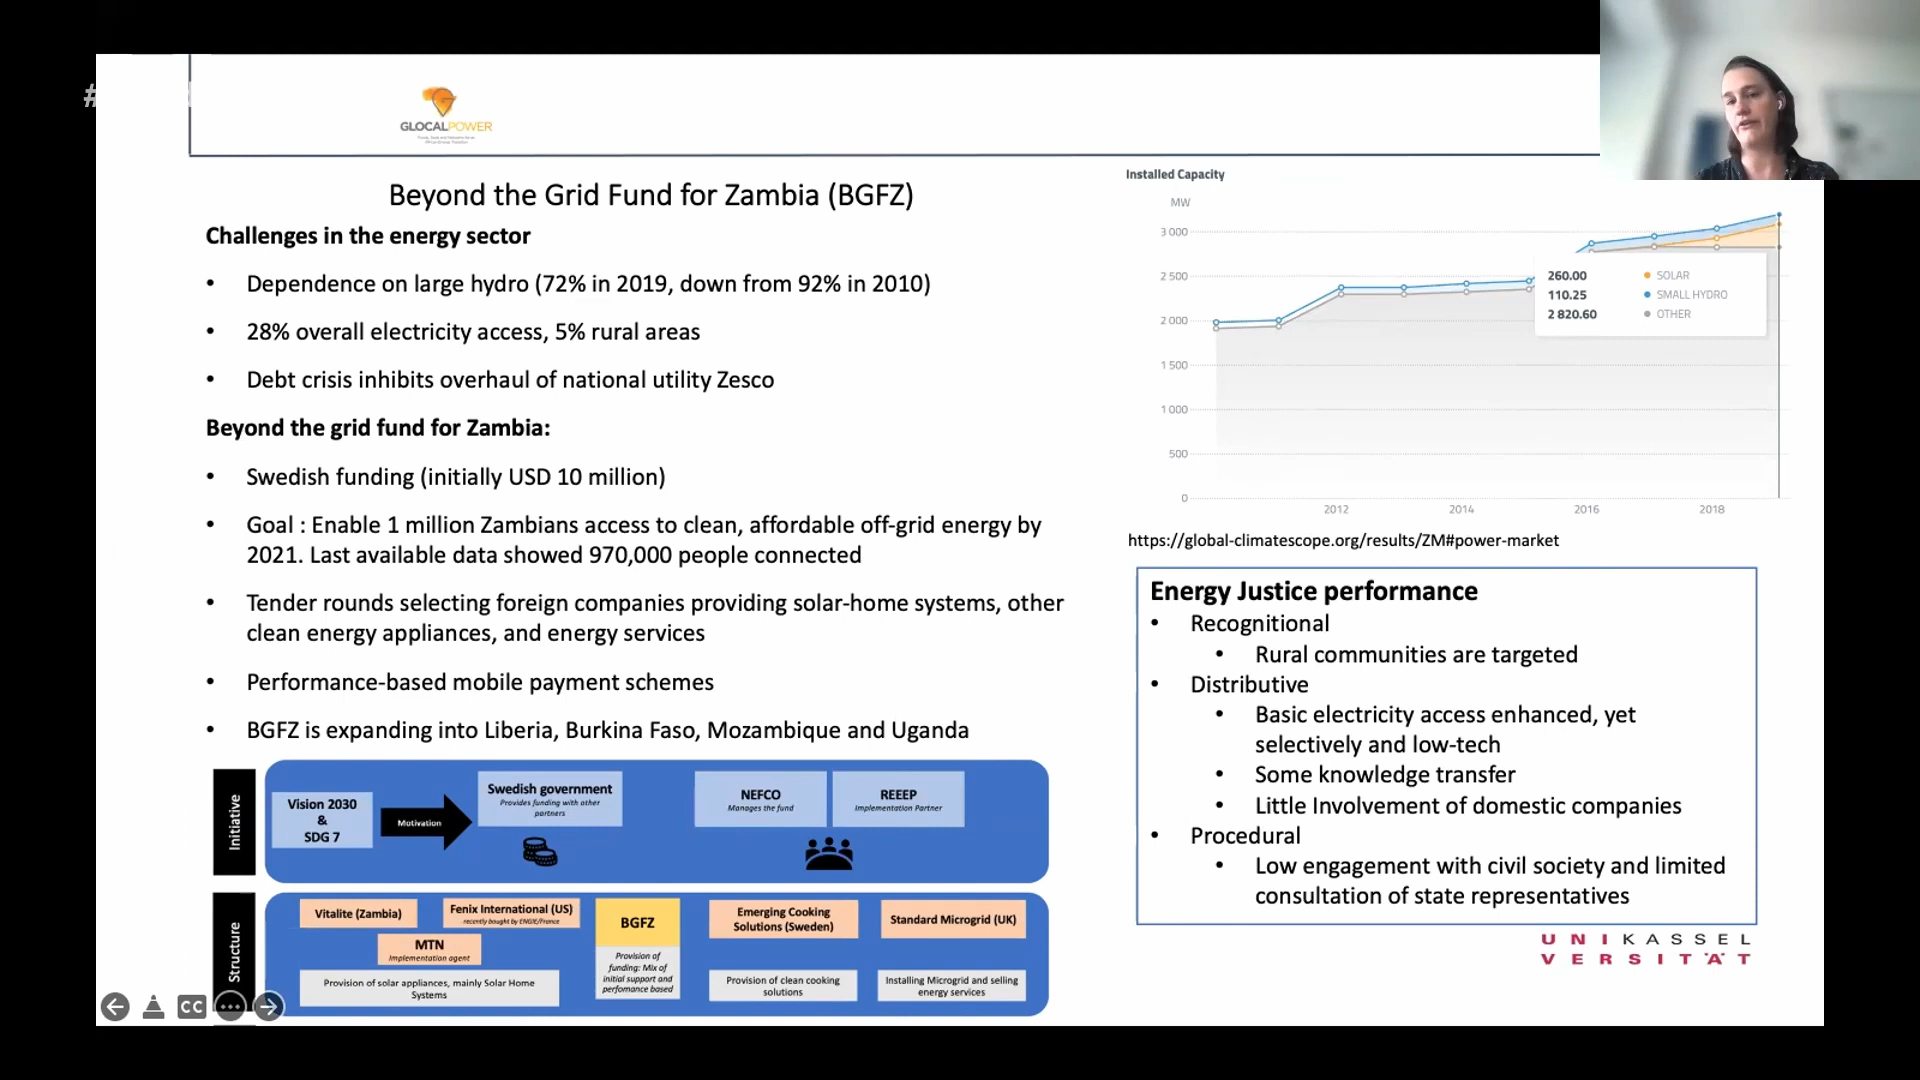 #
GLOCALPOWER
Beyond the Grid Fund for Zambia (BGFZ)
Challenges in the energy sector
• Dependence on large hydro (72% in 2019, down from 92% in 2010)
• 28% overall electricity access, 5% rural areas
• Debt crisis inhibits overhaul of national utility Zesco
Beyond the grid fund for Zambia:
• Swedish funding (initially USD 10 million)
• Goal : Enable 1 million Zambians access to clean, affordable off-grid energy by
2021. Last available data showed 970,000 people connected
• Tender rounds selecting foreign companies providing solar-home systems, other
clean energy appliances, and energy services
• Performance-based mobile payment schemes
• BGFZ is expanding into Liberia, Burkina Faso, Mozambique and Uganda
Initiative
Vision 2030
&
SDG 7
Motivation
Swedish government
Provides funding with other
partners
NEFCO
Manages the fund
REEEP
Implementation Partner
Structure
Vitalite (Zambia)
Fenix International (US)
recently bought by ENGIE/France
MTN
Implementation agent
Provision of solar appliances, mainly Solar Home
Systems
BGFZ
Provision of
funding: Mix of
initial support and
perfomance based
Emerging Cooking
Solutions (Sweden)
Provision of clean cooking
solutions
Standard Microgrid (UK)
Installing Microgrid and selling
energy services
CC
Installed Capacity
MW
3 000
2 500
2 000
1 500
1 000
500
0
2012
2014
2016
2018
260.00 SOLAR
110.25 SMALL HYDRO
2 820.60 OTHER
https://global-climatescope.org/results/ZM#power-market
Energy Justice performance
• Recognitional
• Rural communities are targeted
• Distributive
• Basic electricity access enhanced, yet
selectively and low-tech
• Some knowledge transfer
• Little Involvement of domestic companies
• Procedural
• Low engagement with civil society and limited
consultation of state representatives
UNIKASSEL
VERSITÄT